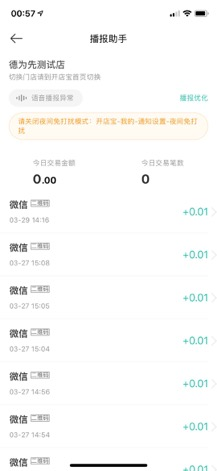 00:57
播报助手
德为先测试店
切换门店请到开店宝首页切换
语音播报异常
播报优化
请关闭夜间免打扰模式：开店宝-我的-通知设置-夜间免打
扰
今日交易金额 今日交易笔数
0.00 0
微信 二维码
03-29 14:16 +0.01
微信 二维码
03-27 15:08 +0.01
微信 二维码
03-27 15:05 +0.01
微信 二维码
03-27 15:04 +0.01
微信 二维码
03-27 14:56 +0.01
微信 二维码
03-27 14:54 +0.01
微信 二维码
+0.01